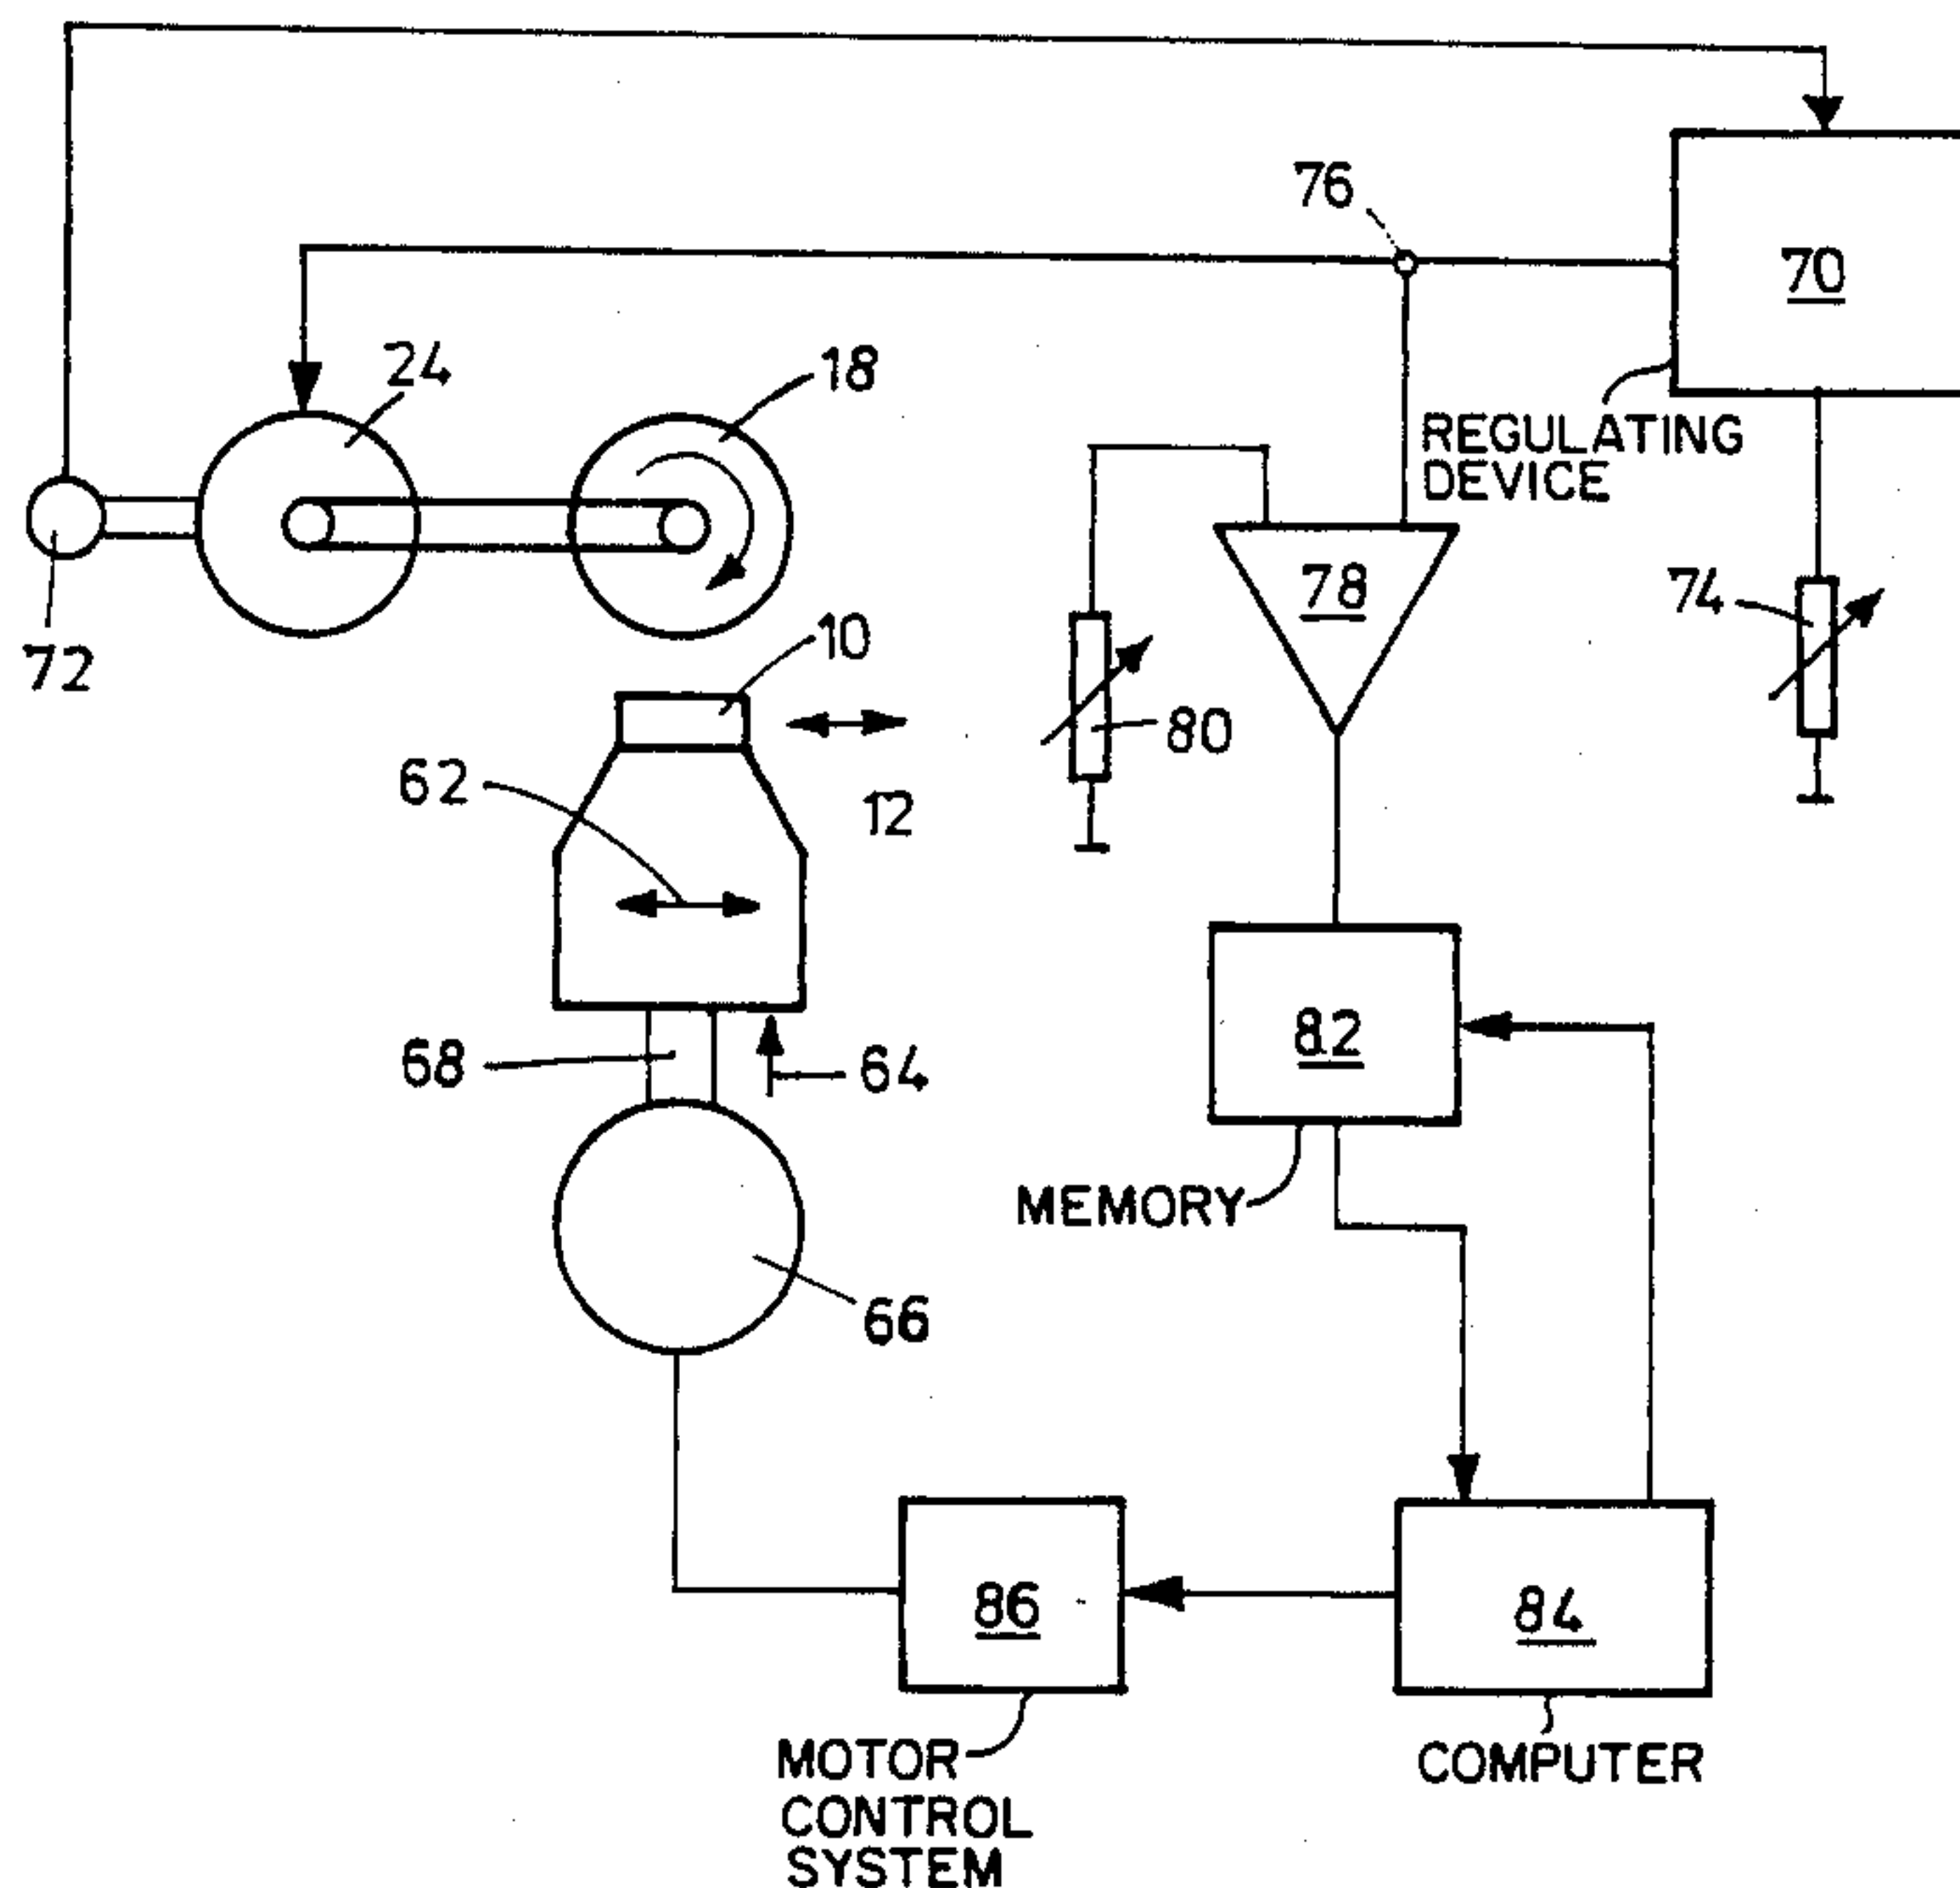 76
70
24
18
REGULATING
DEVICE
78
74
72
10
80
62
12
82
68
64
MEMORY
66
86
84
MOTOR
CONTROL
SYSTEM
COMPUTER